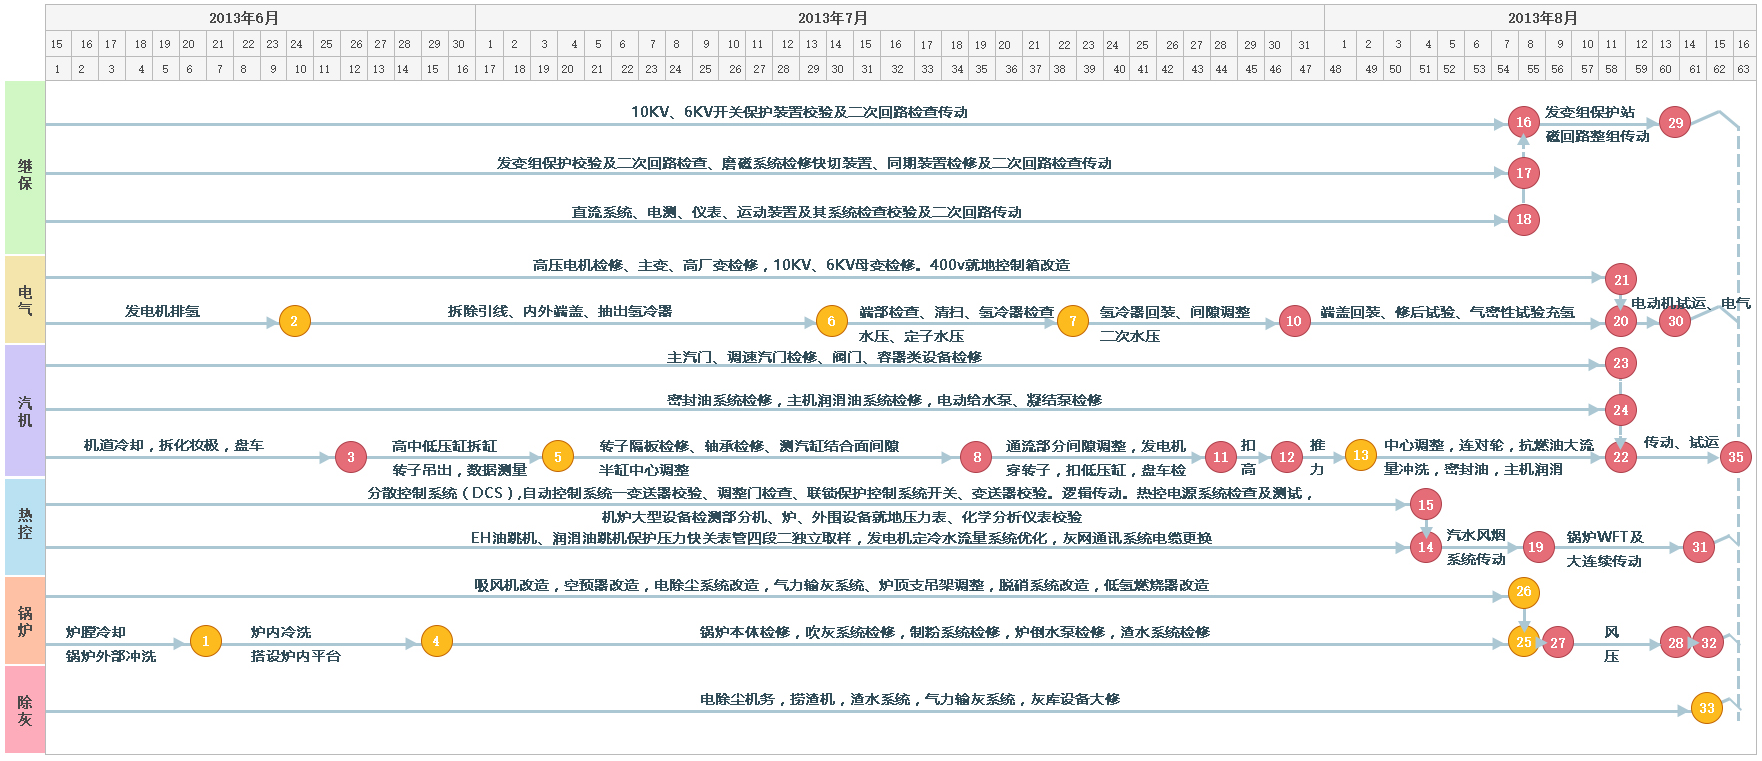 2013年6月 2013年7月 2013年8月
15 16 17 18 19 20 21 22 23 24 12 26 27 28 29 30 1 2 3 4 5 6 7 8 9 10 11 12 13 14 15 16 17 18 19 20 21 22 23 24 25 26 27 28 29 30 31 1 2 3 4 5 6 7 8 9 10 11 12 13 14 15 16
1 2 3 4 5 6 7 8 9 10 11 12 13 14 15 16 17 18 19 20 21 22 23 24 25 26 27 28 29 30 31 32 33 34 35 36 37 38 39 40 41 42 43 44 45 46 47 48 49 50 51 52 53 54 55 56 57 58 59 60 61 62 63
继保
10KV、6KV开关保护装置校验及二次回路检查传动
16
发变组保护站
磁回路整组传动
29
发变组保护校验及二次回路检查、磨磁系统检修快切装置、同期装置检修及二次回路检查传动
17
直流系统、电测、仪表、运动装置及其系统检查校验及二次回路传动
18
电气
高压电机检修、主变、高厂变检修，10KV、6KV母变检修。400v就地控制箱改造
21
发电机排氢
2
拆除引线、内外端盖、抽出氢冷器
6
端部检查、清扫、氢冷器检查
水压、定子水压
7
氢冷器回装、间隙调整
二次水压
10
端盖回装、修后试验、气密性试验充氢
20
电动机试运、电气
30
汽机
主汽门、调速汽门检修、阀门、容器类设备检修
23
密封油系统检修，主机润滑油系统检修，电动给水泵、凝结泵检修
24
机道冷却，拆化妆极，盘车
3
高中低压缸拆缸
转子吊出，数据测量
5
转子隔板检修、轴承检修、测汽缸结合面间隙
半缸中心调整
8
通流部分间隙调整，发电机
穿转子，扣低压缸，盘车检
11
扣
高
12
推
力
13
中心调整，连对轮，抗燃油大流
量冲洗，密封油，主机润滑
22
传动、试运
35
热控
分散控制系统（DCS）,自动控制系统一变送器校验、调整门检查、联锁保护控制系统开关、变送器校验。逻辑传动。热控电源系统检查及测试，
机炉大型设备检测部分机、炉、外围设备就地压力表、化学分析仪表校验
15
EH油跳机、润滑油跳机保护压力快关表管四段二独立取样，发电机定冷水流量系统优化，灰网通讯系统电缆更换
14
汽水风烟
系统传动
19
锅炉WFT及
大连续传动
31
锅炉
吸风机改造，空预器改造，电除尘系统改造，气力输灰系统、炉顶支吊架调整，脱硝系统改造，低氢燃烧器改造
26
炉膛冷却
锅炉外部冲洗
1
炉内冷洗
搭设炉内平台
4
锅炉本体检修，吹灰系统检修，制粉系统检修，炉倒水泵检修，渣水系统检修
25
27
风
压
28
32
除灰
电除尘机务，捞渣机，渣水系统，气力输灰系统，灰库设备大修
33